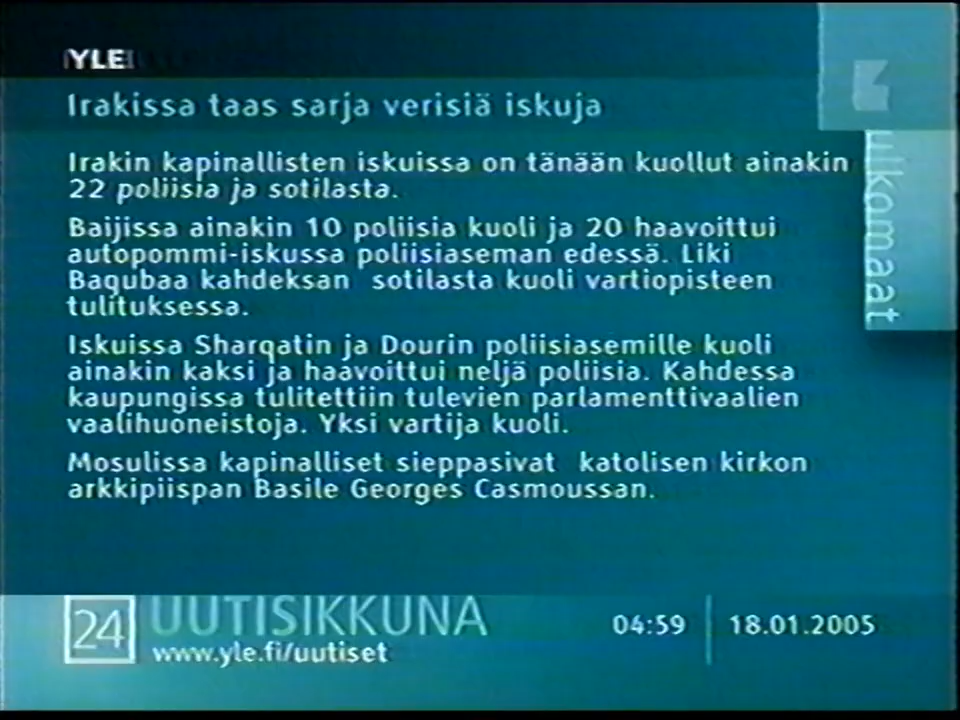 YLE
Irakissa taas sarja verisiä iskuja
ulkomaat
Irakin kapinallisten iskuissa on tänään kuollut ainakin
22 poliisia ja sotilasta.
Baijissa ainakin 10 poliisia kuoli ja 20 haavoittui
autopommi-iskussa poliisiaseman edessä. Liki
Baqubaa kahdeksan sotilasta kuoli vartiopisteen
tulituksessa.
Iskuissa Sharqatin ja Dourin poliisiasemille kuoli
ainakin kaksi ja haavoittui neljä poliisia. Kahdessa
kaupungissa tulitettiin tulevien parlamenttivaalien
vaalihuoneistoja. Yksi vartija kuoli.
Mosulissa kapinalliset sieppasivat katolisen kirkon
arkkipiispan Basile Georges Casmoussan.
24 UUTISIKKUNA 04:59 18.01.2005
www.yle.fi/uutiset